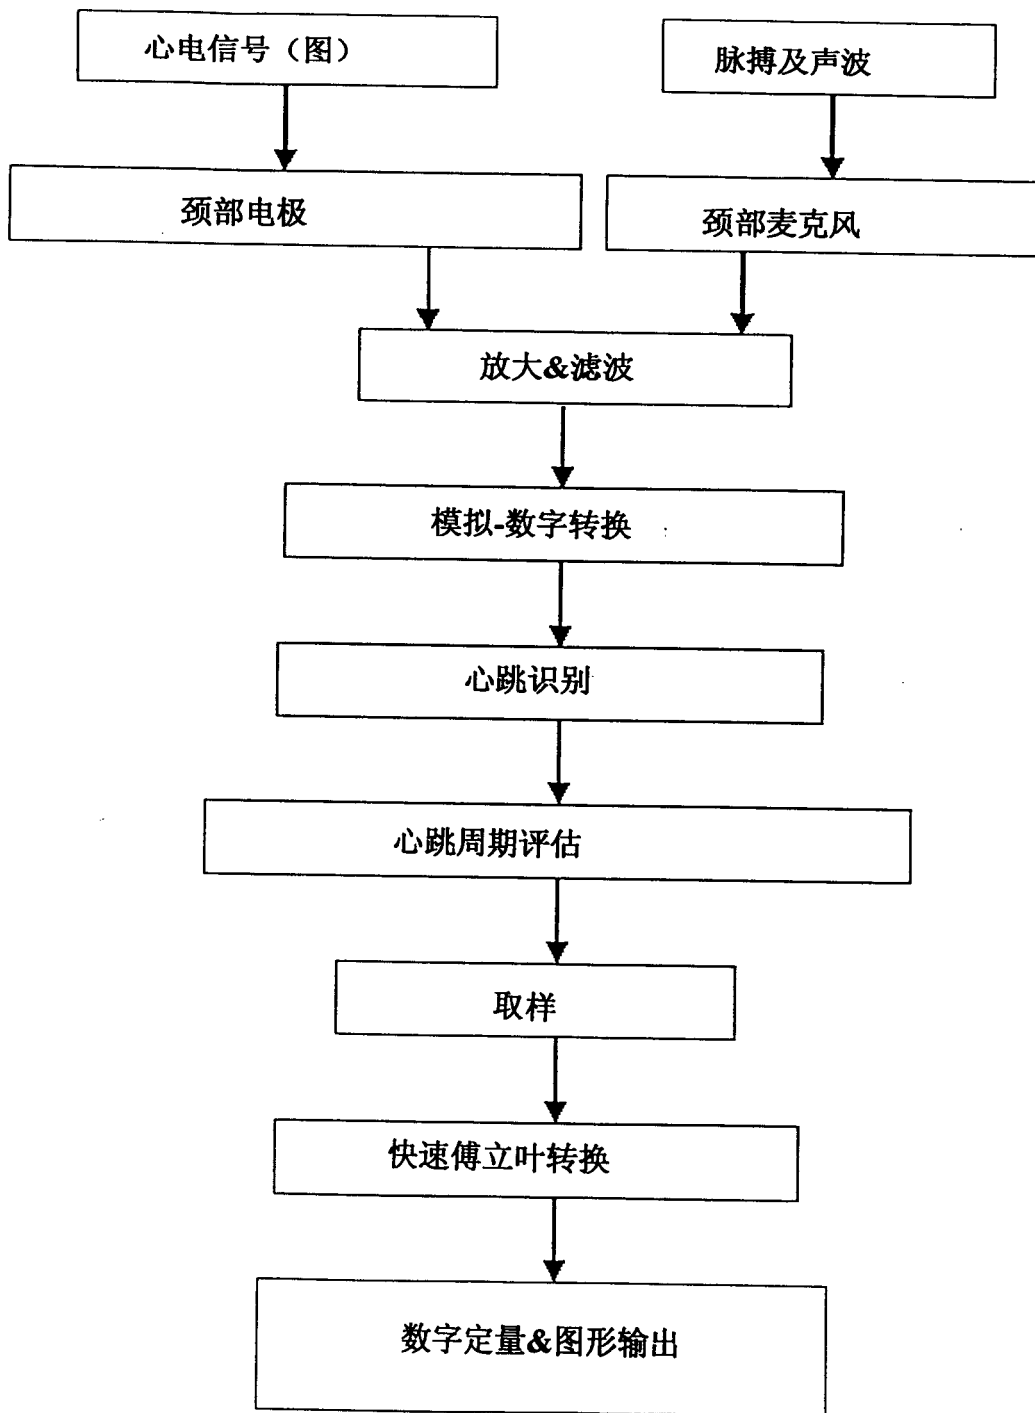 心电信号（图）
脉搏及声波
颈部电极
颈部麦克风
放大&滤波
模拟-数字转换
心跳识别
心跳周期评估
取样
快速傅立叶转换
数字定量&图形输出